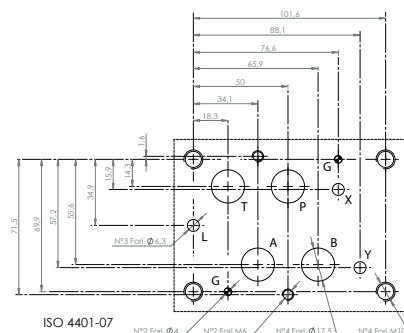 101,6
88,1
76,6
65,9
50
34,1
18,3
1,6
14,3
15,9
34,9
55,6
57,2
69,9
71,5
G
X
T
P
L
N°3 Fori Ø6,3
A
B
Y
G
ISO 4401-07
N°2 Fori Ø4
N°2 Fori M6
N°4 Fori Ø17,5
N°4 Fori M10